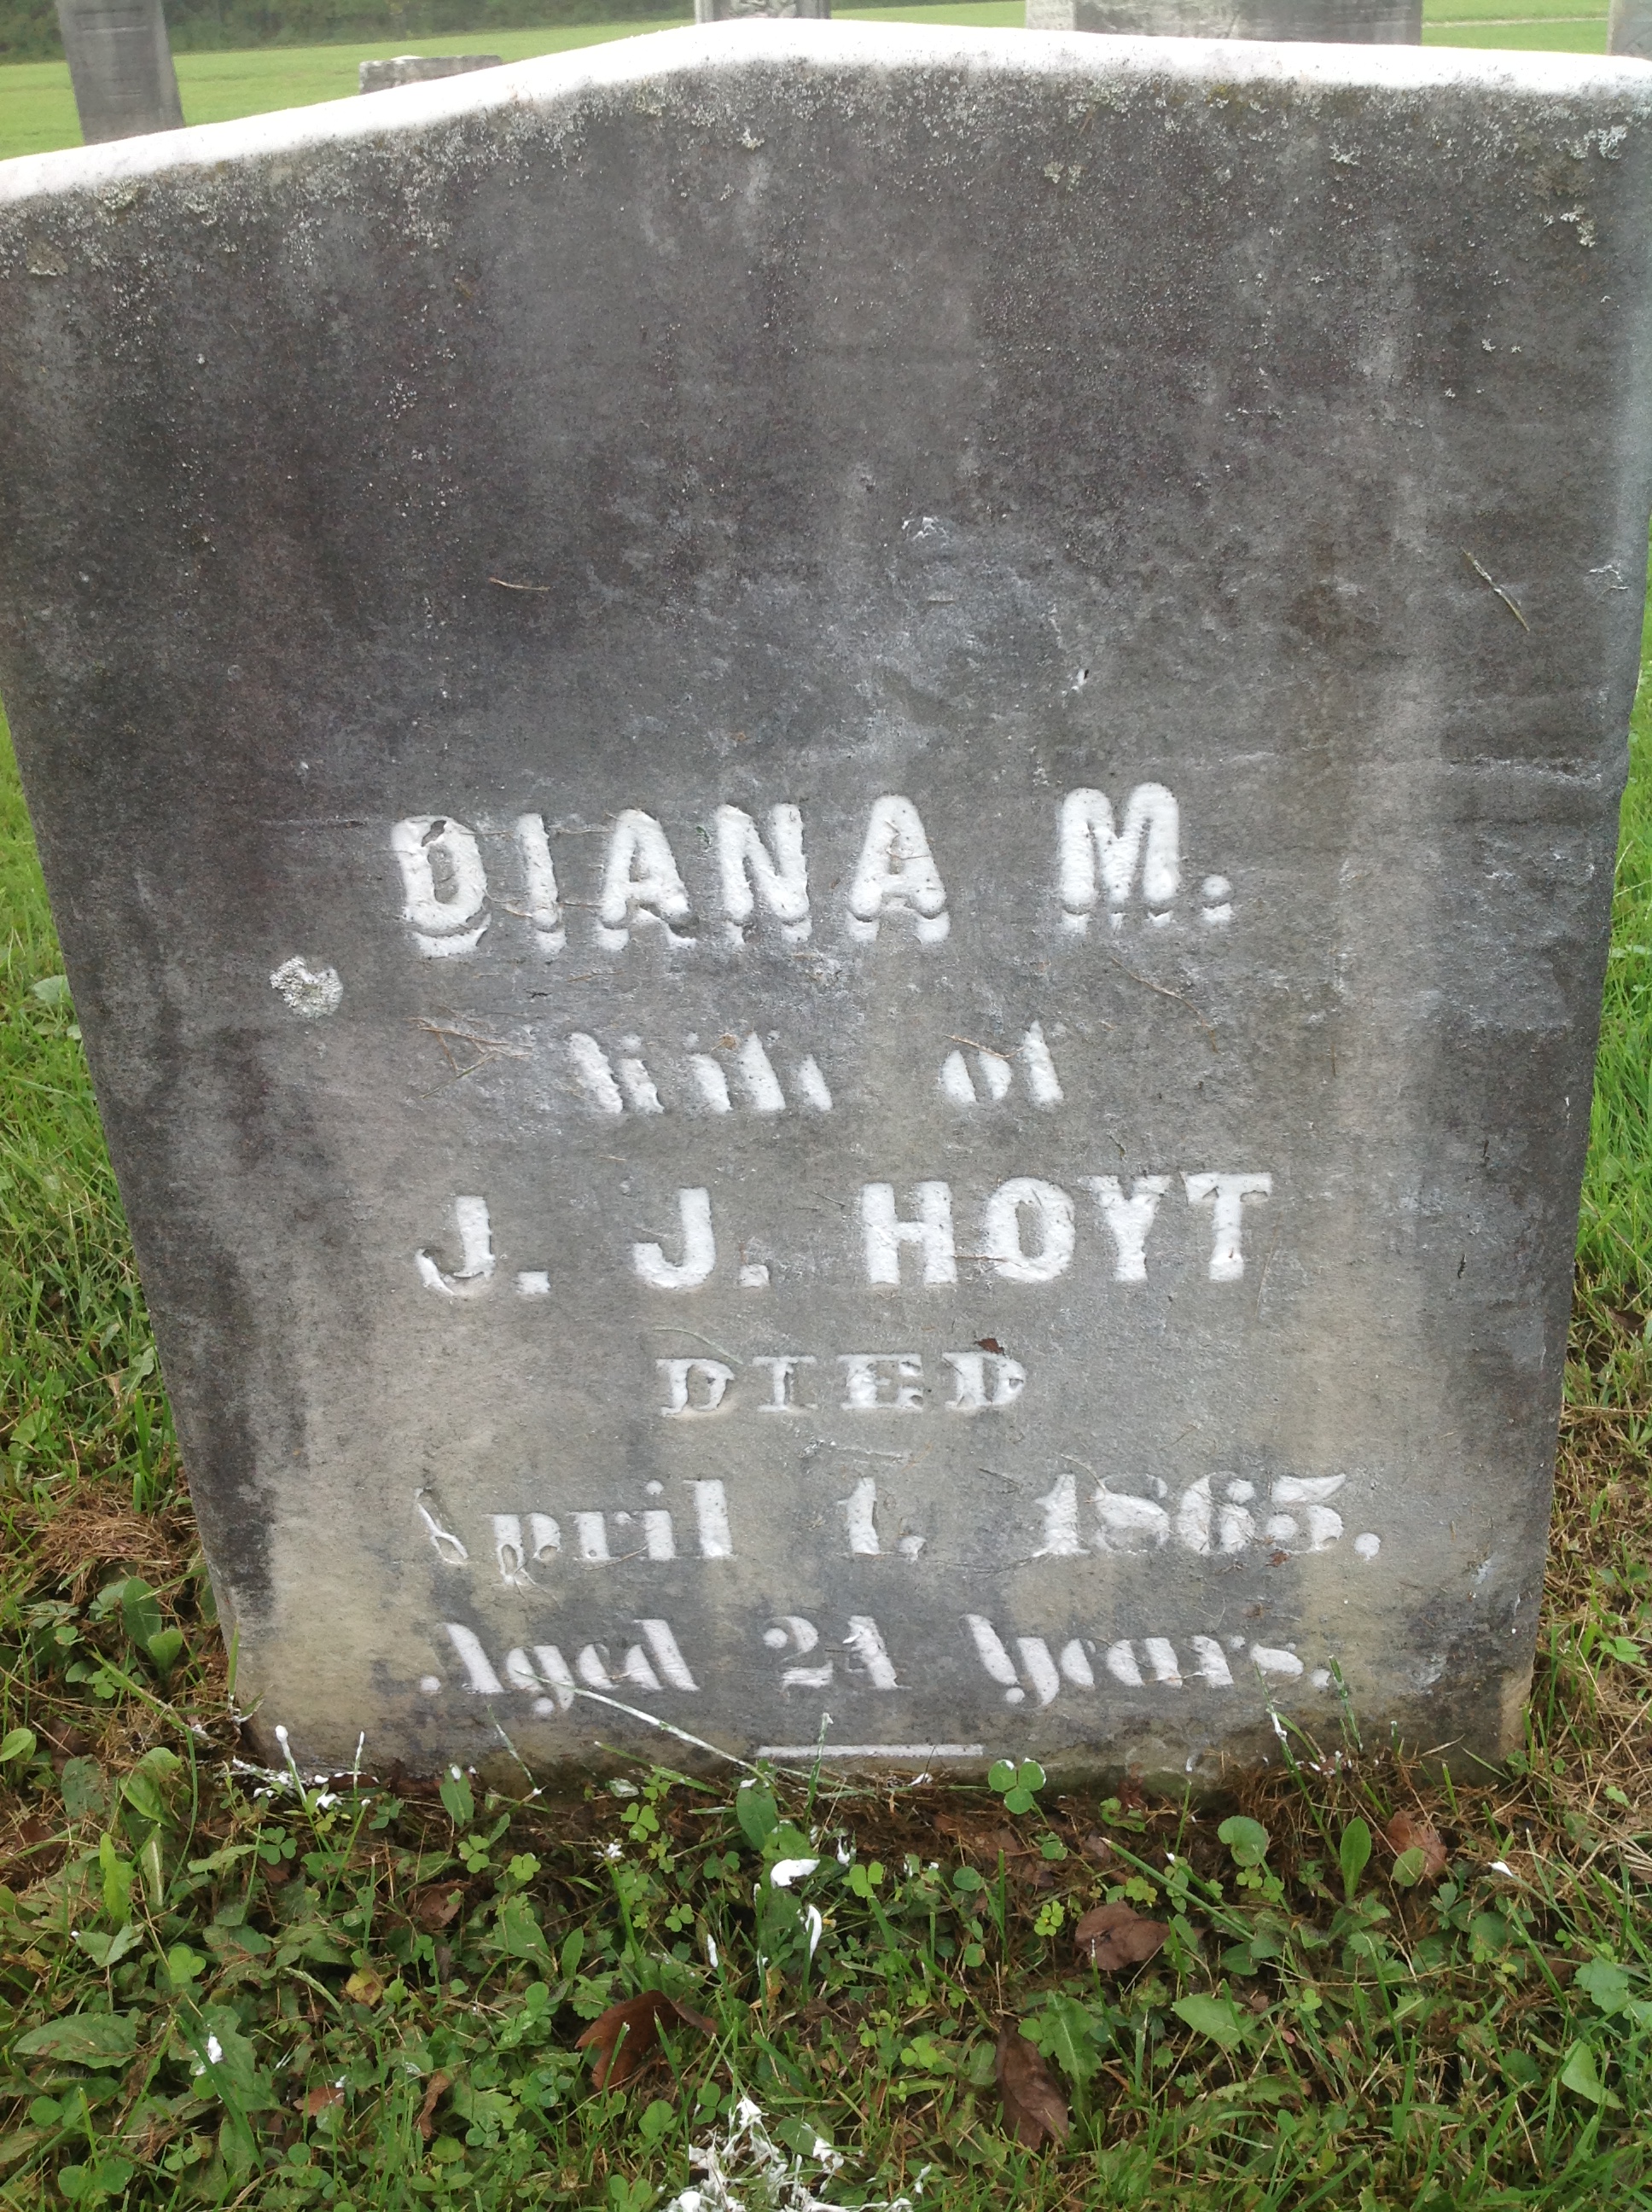 DIANA M.
Wife of
J. J. HOYT
DIED
April 1, 1865.
Aged 24 Years.